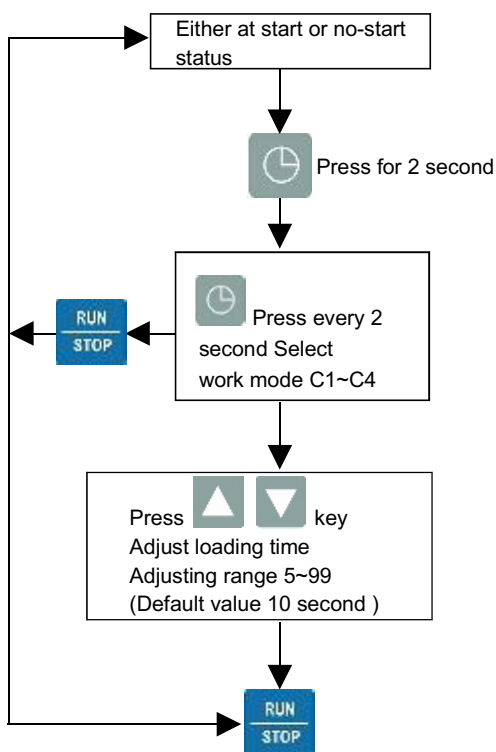 Either at start or no-start
status
Press for 2 second
Press every 2
second Select
work mode C1~C4
RUN
STOP
Press key
Adjust loading time
Adjusting range 5~99
(Default value 10 second )
RUN
STOP